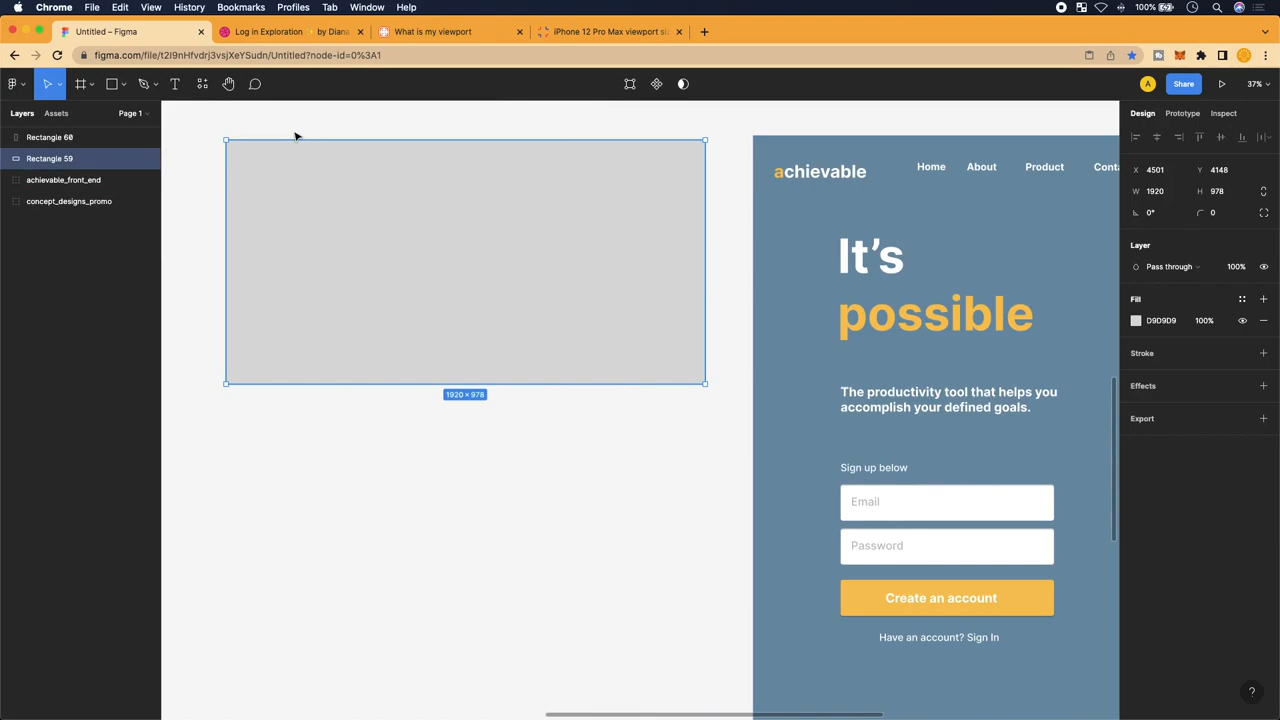 Chrome File Edit View History Bookmarks Profiles Tab Window Help 100%
Untitled – Figma
Log in Exploration by Diana
What is my viewport
iPhone 12 Pro Max viewport si
figma.com/file/t2I9nHfvdrj3vsjXeYSudn/Untitled?node-id=0%3A1
A Share 37%
Layers Assets Page 1
Design Prototype Inspect
Rectangle 60
Rectangle 59
achievable_front_end
concept_designs_promo
1920 × 978
achievable Home About Product Conta
It's
possible
The productivity tool that helps you
accomplish your defined goals.
Sign up below
Email
Password
Create an account
Have an account? Sign In
X 4501 Y 4148
W 1920 H 978
0° 0
Layer
Pass through 100%
Fill
D9D9D9 100%
Stroke
Effects
Export
?